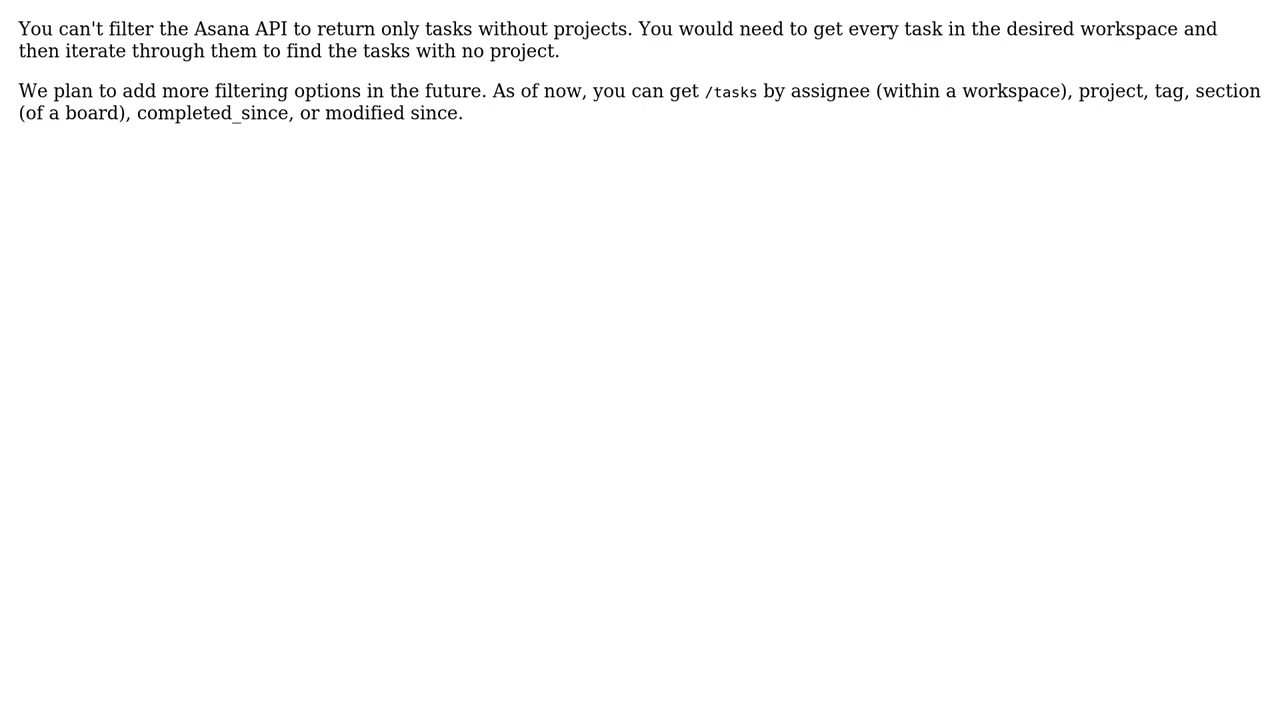 You can't filter the Asana API to return only tasks without projects. You would need to get every task in the desired workspace and
then iterate through them to find the tasks with no project.
We plan to add more filtering options in the future. As of now, you can get /tasks by assignee (within a workspace), project, tag, section
(of a board), completed_since, or modified since.